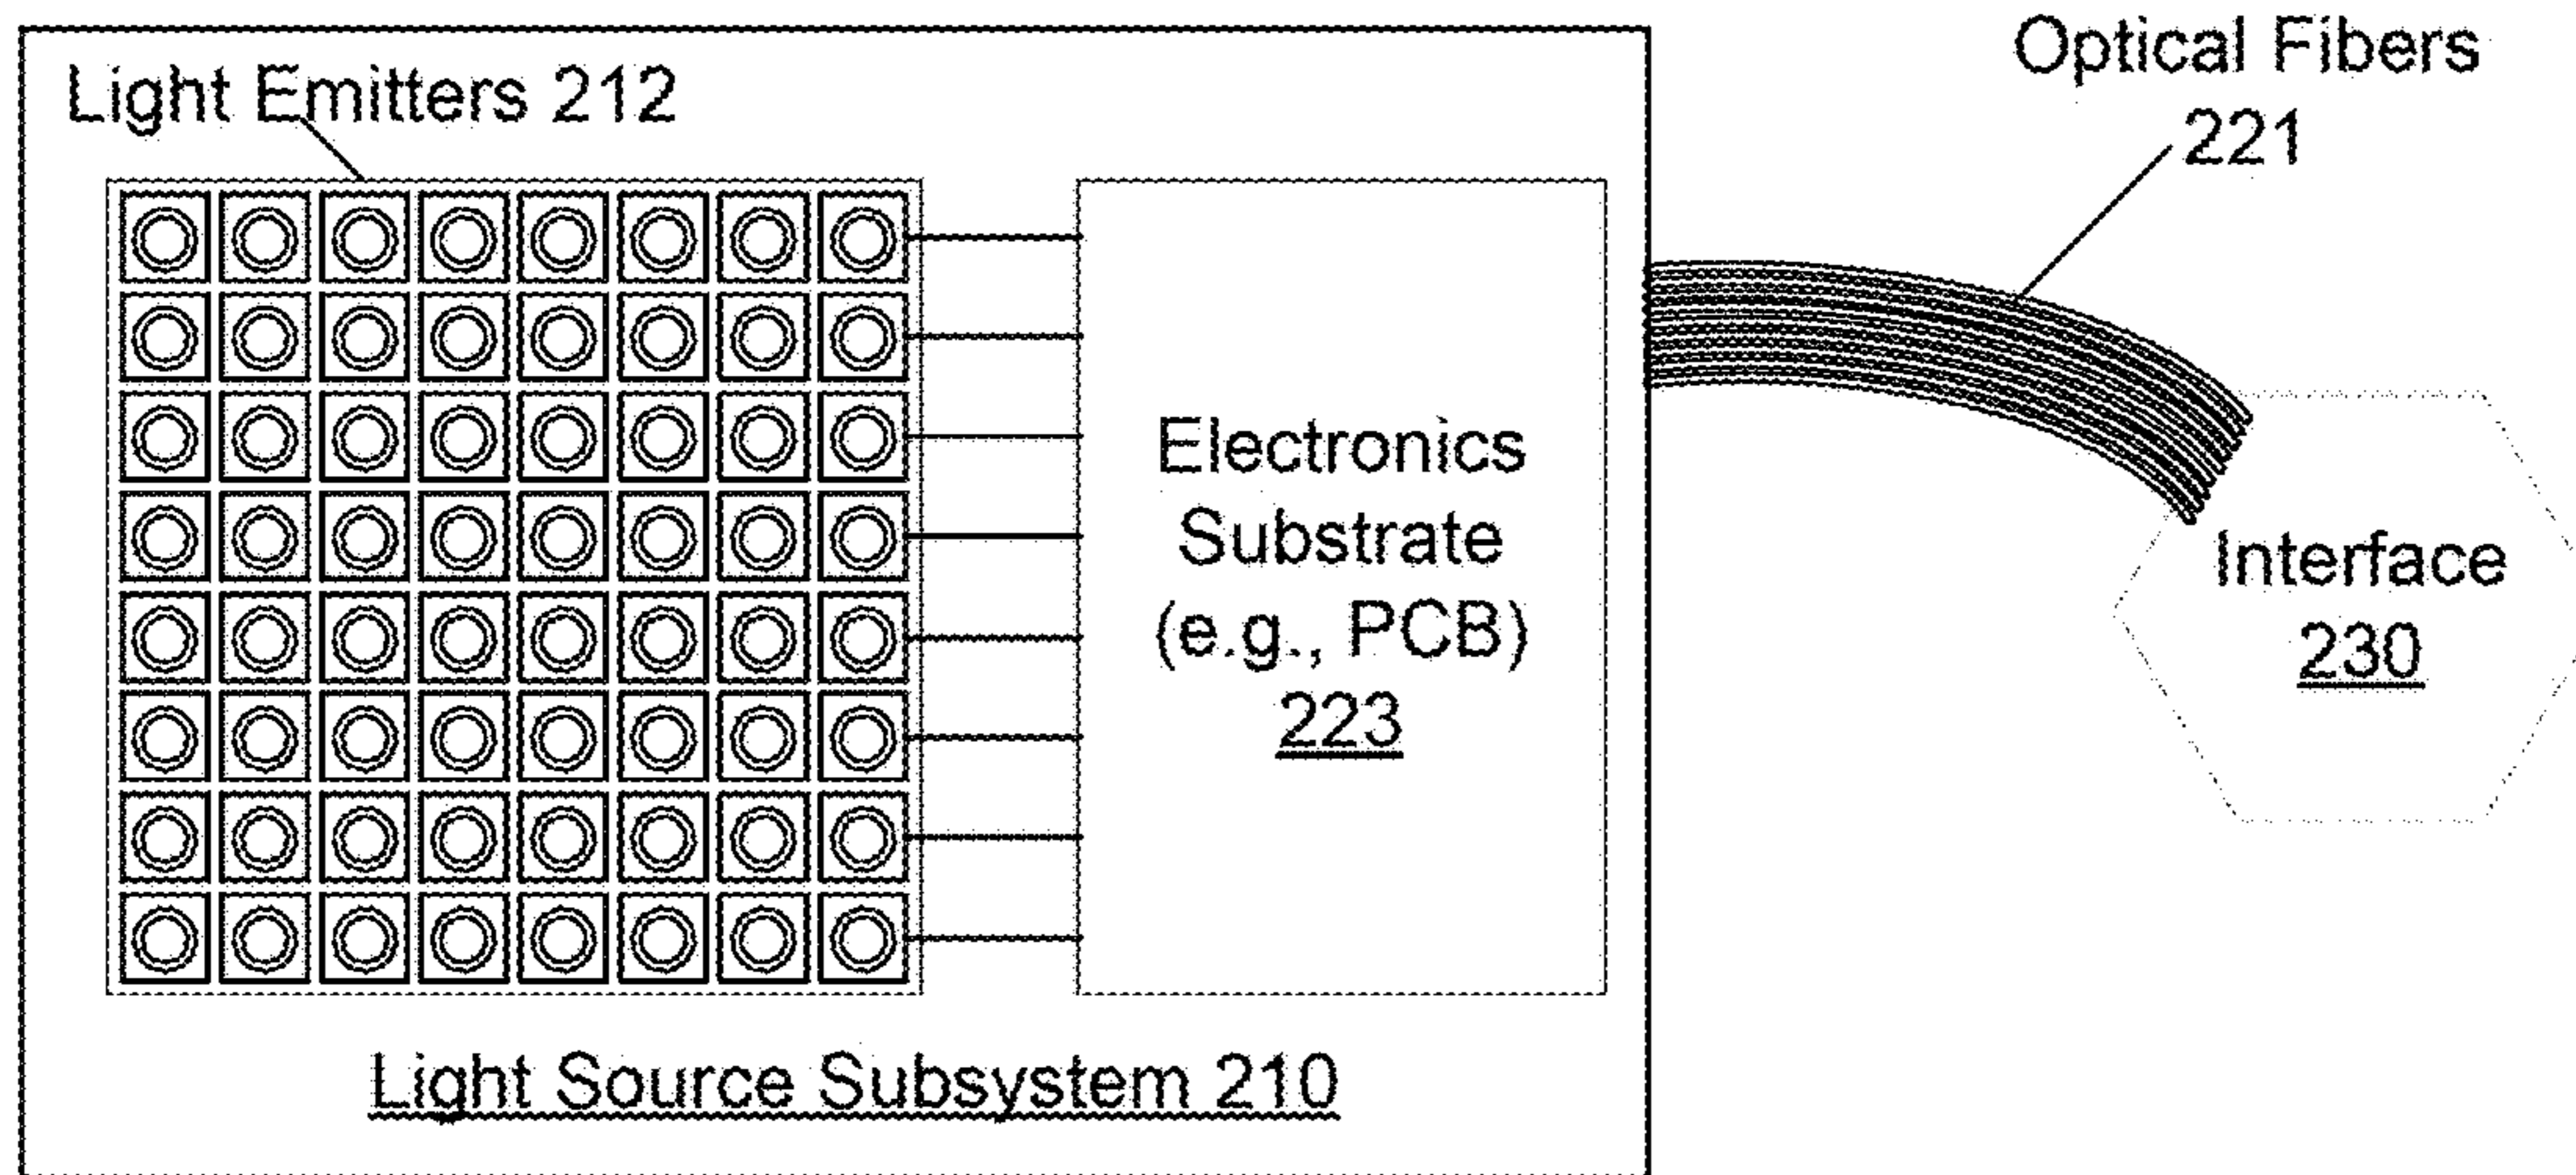 Light Emitters 212
Optical Fibers
221
Electronics
Substrate
(e.g., PCB)
223
Interface
230
Light Source Subsystem 210